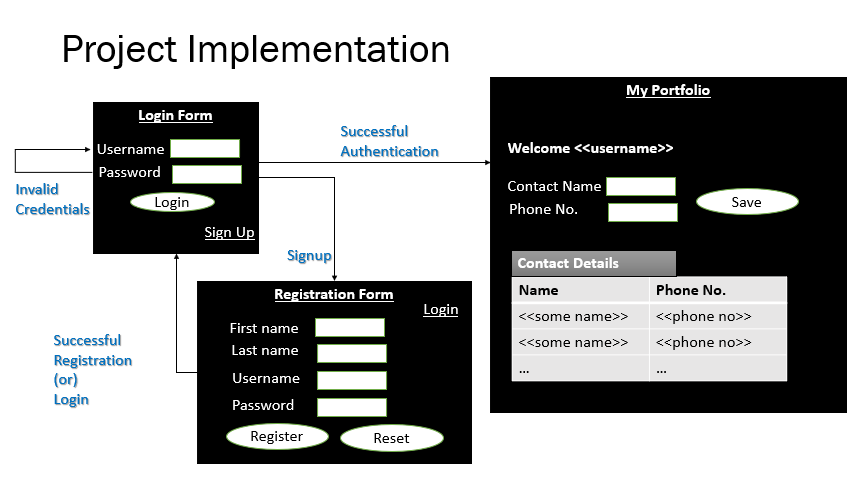 Project Implementation
Login Form
Username
Password
Login
Sign Up
Invalid
Credentials
Successful
Authentication
Signup
Successful
Registration
(or)
Login
Registration Form
Login
First name
Last name
Username
Password
Register
Reset
My Portfolio
Welcome <<username>>
Contact Name
Phone No.
Save
Contact Details
Name Phone No.
<<some name>> <<phone no>>
<<some name>> <<phone no>>
... ...